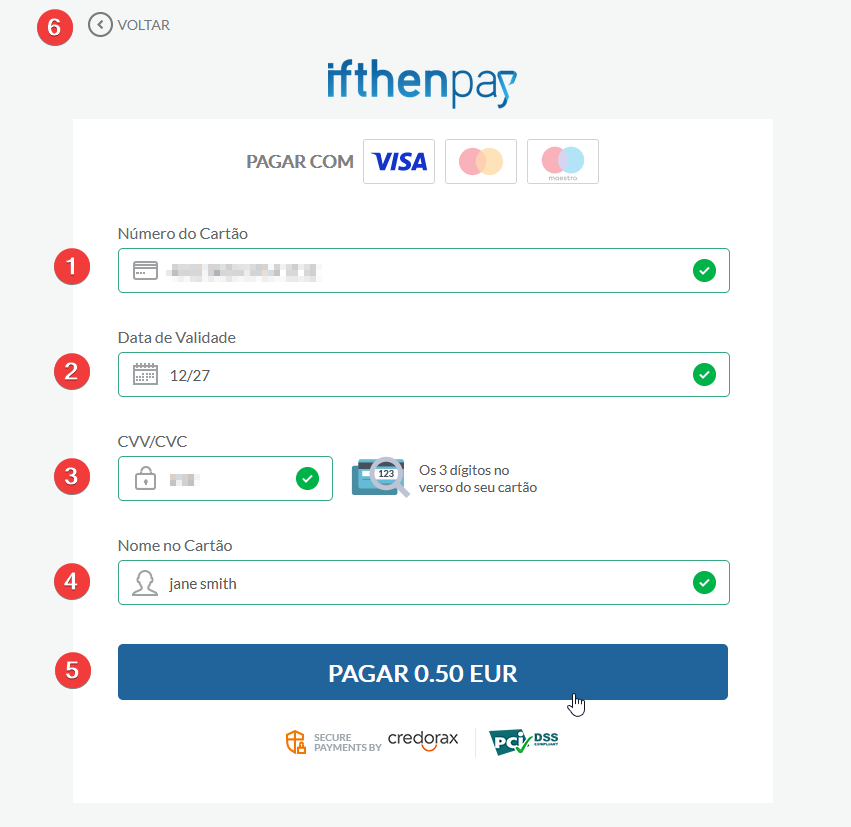 6
VOLTAR
ifthenpay
PAGAR COM
VISA
maestro
Número do Cartão
1
Data de Validade
2
12/27
CVV/CVC
3
123
Os 3 dígitos no
verso do seu cartão
Nome no Cartão
4
jane smith
5
PAGAR 0.50 EUR
SECURE
PAYMENTS BY
credorax
PCi
DSS
COMPLIANT